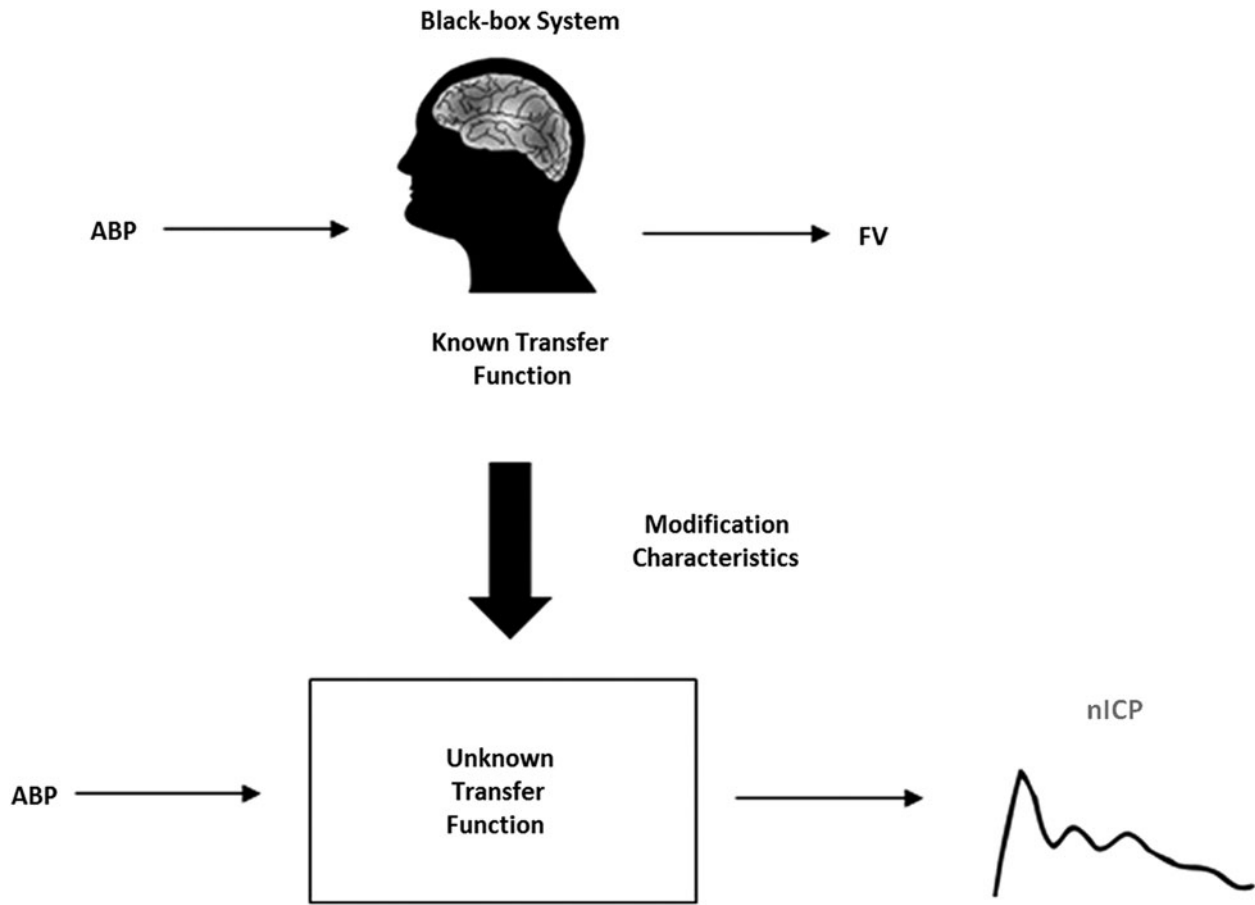 Black-box System
ABP
FV
Known Transfer
Function
Modification
Characteristics
nICP
ABP
Unknown
Transfer
Function